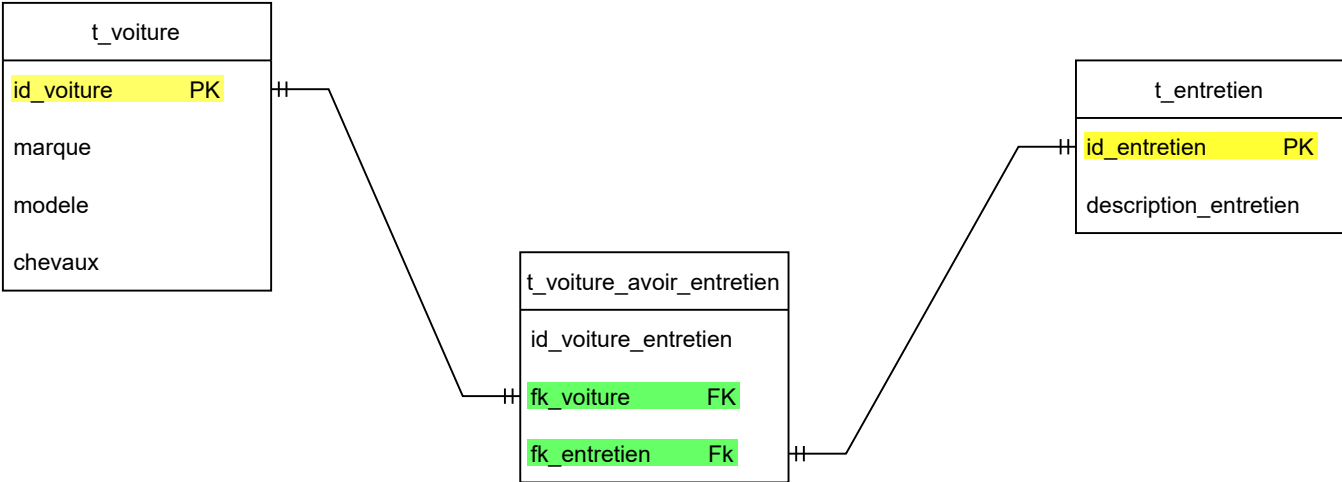 t_voiture
id_voiture PK
marque
modele
chevaux
t_entretien
id_entretien PK
description_entretien
t_voiture_avoir_entretien
id_voiture_entretien
fk_voiture FK
fk_entretien Fk